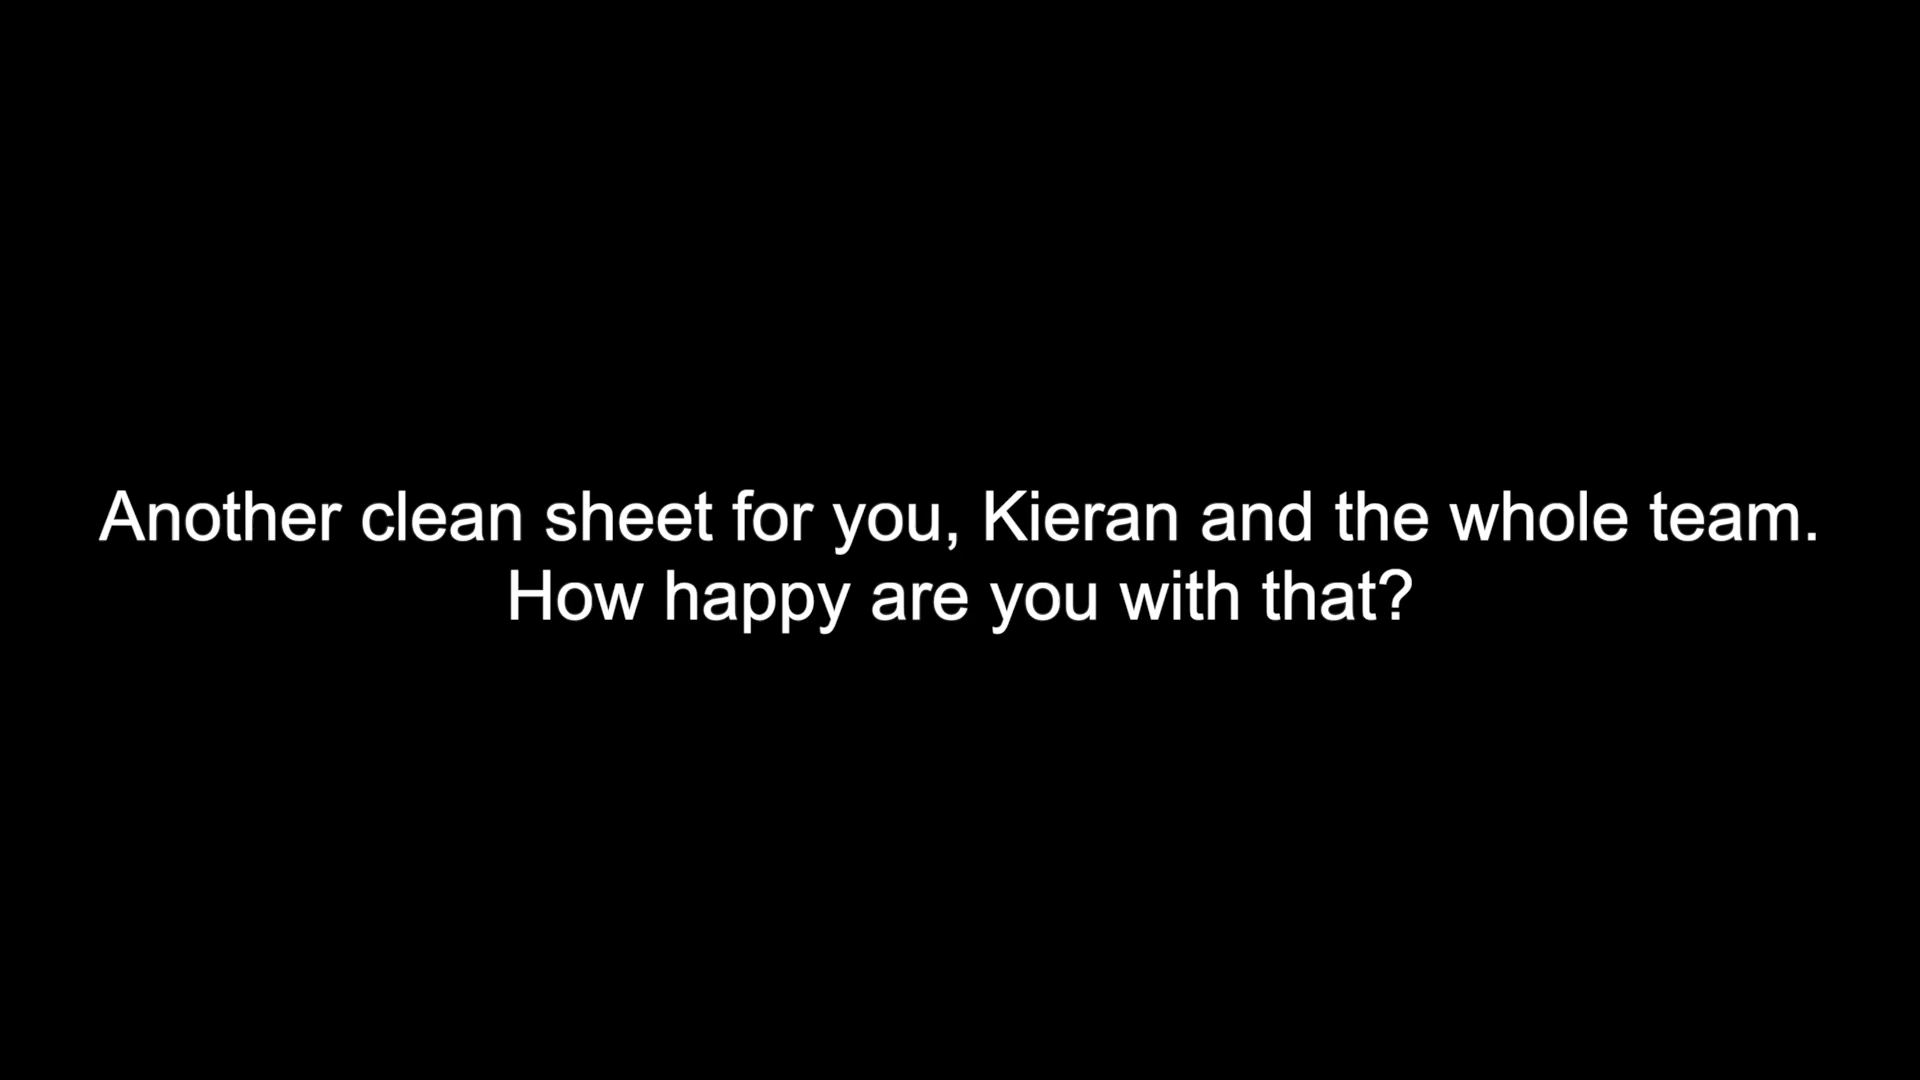 Another clean sheet for you, Kieran and the whole team.
How happy are you with that?